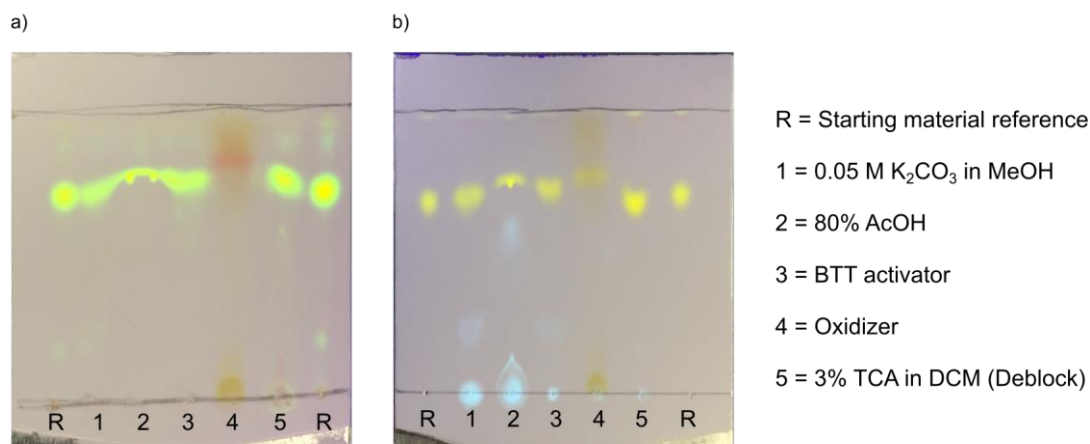 a)
b)
R 1 2 3 4 5 R
R 1 2 3 4 5 R
R = Starting material reference
1 = 0.05 M K₂CO₃ in MeOH
2 = 80% AcOH
3 = BTT activator
4 = Oxidizer
5 = 3% TCA in DCM (Deblock)